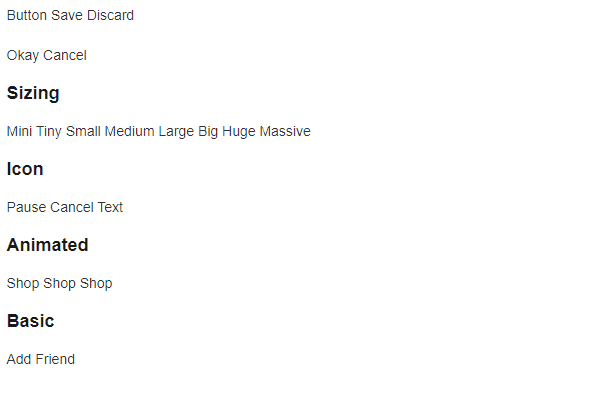 Button Save Discard
Okay Cancel
Sizing
Mini Tiny Small Medium Large Big Huge Massive
Icon
Pause Cancel Text
Animated
Shop Shop Shop
Basic
Add Friend